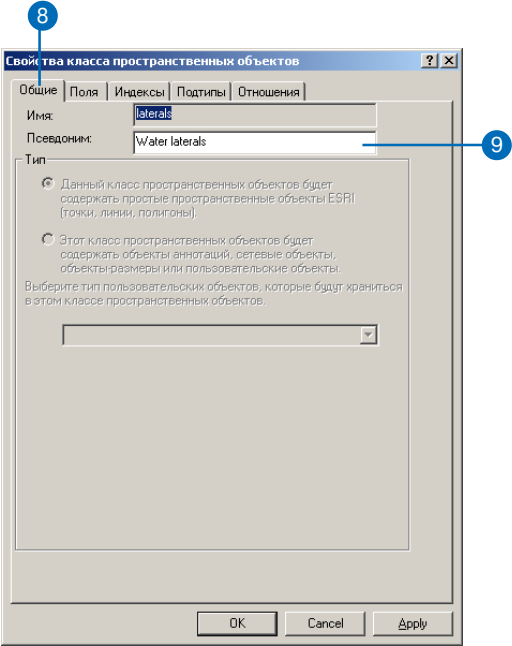 8
Свойства класса пространственных объектов
Общие Поля Индексы Подтипы Отношения
Имя: laterals
Псевдоним: Water laterals
9
Тип
Данный класс пространственных объектов будет
содержать простые пространственные объекты ESRI
(точки, линии, полигоны).
Этот класс пространственных объектов будет
содержать объекты аннотаций, сетевые объекты,
объекты-размеры или пользовательские объекты.
Выберите тип пользовательских объектов, которые будут храниться
в этом классе пространственных объектов.
OK Cancel Apply